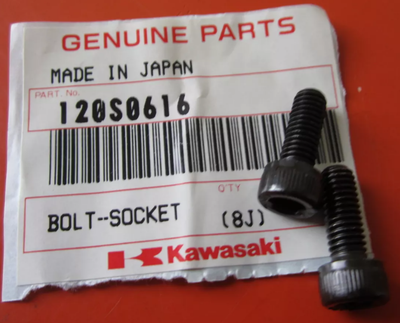 GENUINE PARTS
MADE IN JAPAN
PART No.
120S0616
Q'TY
BOLT--SOCKET (8J)
Kawasaki